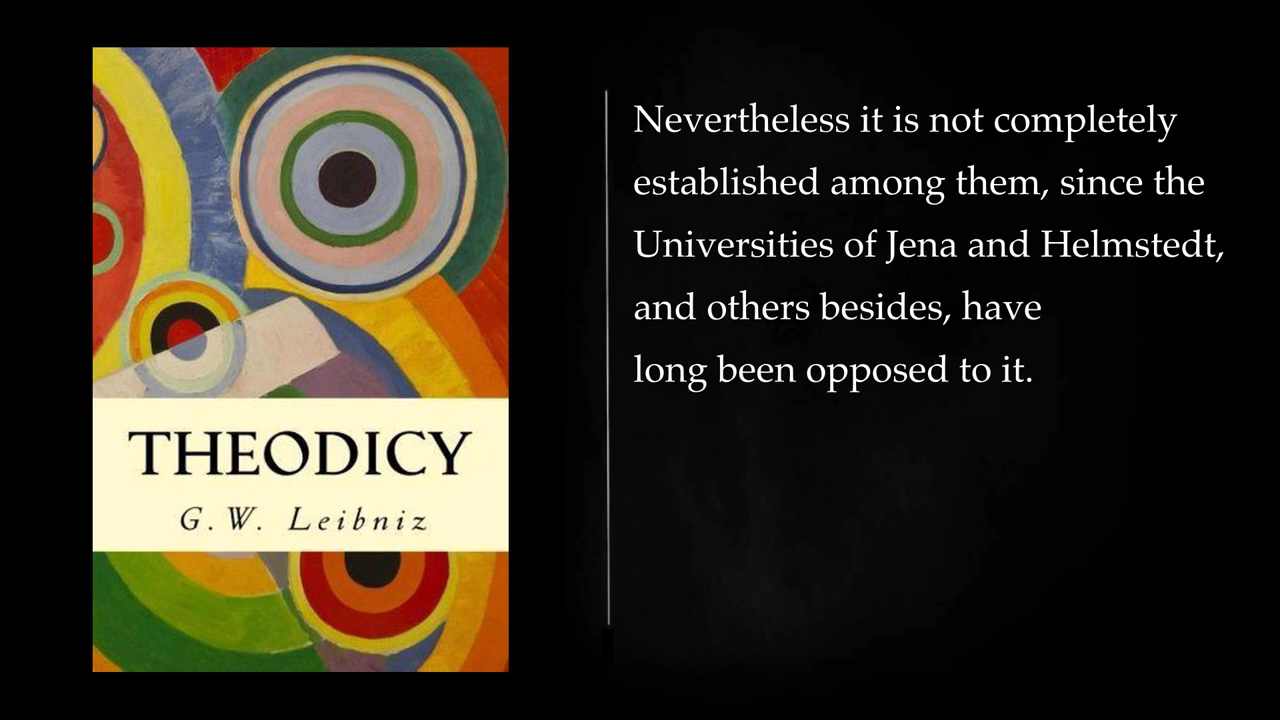 THEODICY
G. W. Leibniz
Nevertheless it is not completely
established among them, since the
Universities of Jena and Helmstedt,
and others besides, have
long been opposed to it.